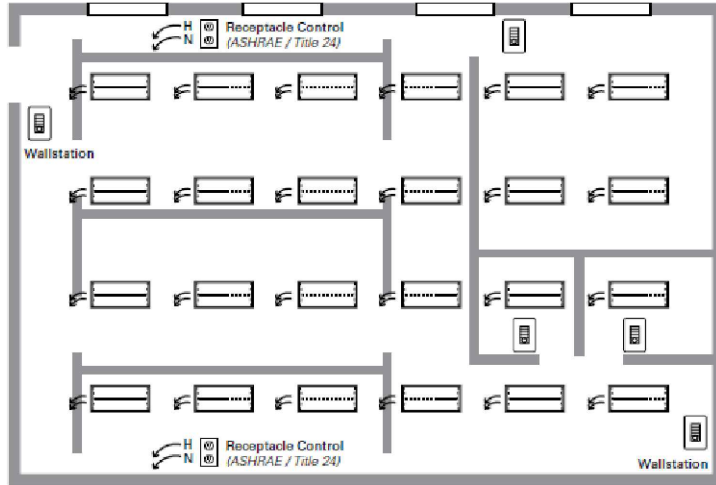 H Receptacle Control
N (ASHRAE / Title 24)
Wallstation
H Receptacle Control
N (ASHRAE / Title 24)
Wallstation